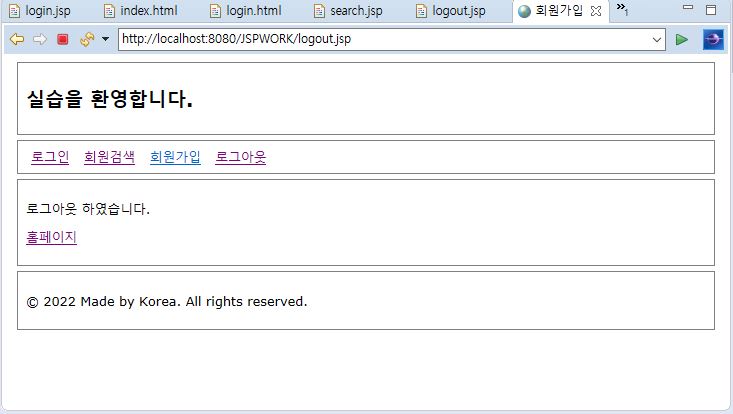 login.jsp index.html login.html search.jsp logout.jsp 회원가입 1
http://localhost:8080/JSPWORK/logout.jsp
실습을 환영합니다.
로그인 회원검색 회원가입 로그아웃
로그아웃 하였습니다.
홈페이지
© 2022 Made by Korea. All rights reserved.